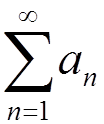 ∞
∑ aₙ
n=1